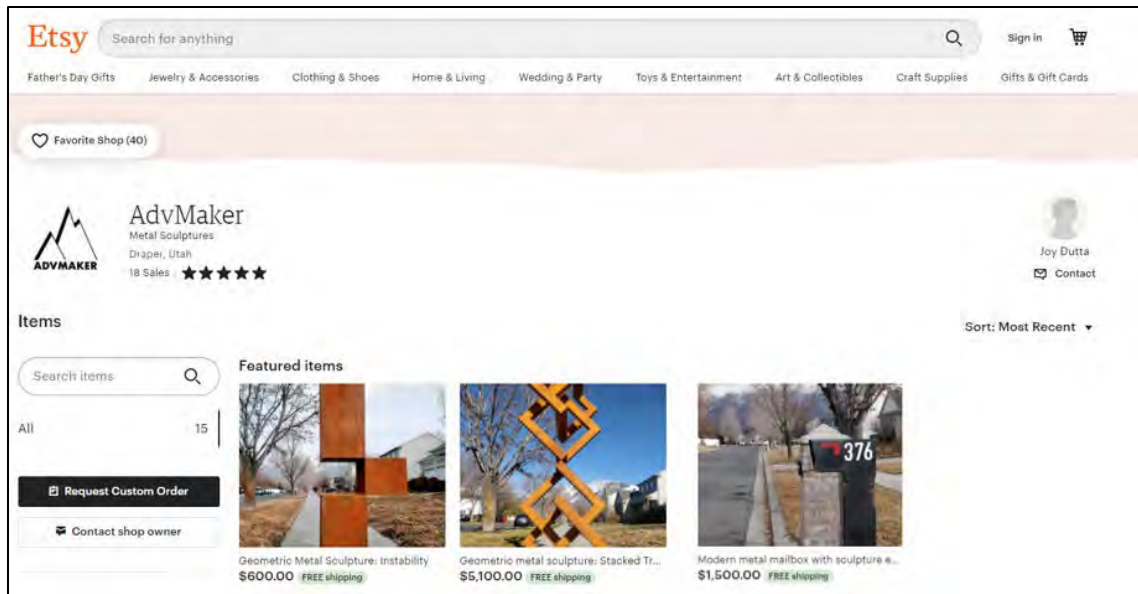 Etsy
Search for anything
Sign in
Father's Day Gifts Jewelry & Accessories Clothing & Shoes Home & Living Wedding & Party Toys & Entertainment Art & Collectibles Craft Supplies Gifts & Gift Cards
Favorite Shop (40)
ADVMAKER
AdvMaker
Metal Sculptures
Draper, Utah
18 Sales
Joy Dutta
Contact
Items
Sort: Most Recent
Search items
All 15
Request Custom Order
Contact shop owner
Featured items
376
Geometric Metal Sculpture: Instability
$600.00 FREE shipping
Geometric metal sculpture: Stacked Tr...
$5,100.00 FREE shipping
Modern metal mailbox with sculpture e...
$1,500.00 FREE shipping